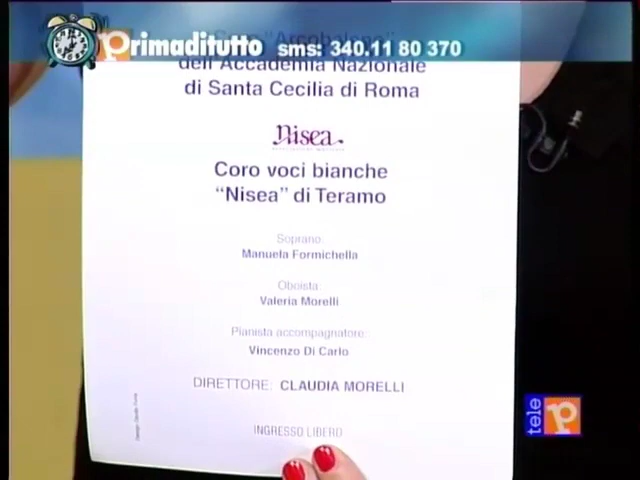 Primaditutto sms: 340.11 80 370
Coro "Arcobaleno"
dell'Accademia Nazionale
di Santa Cecilia di Roma
Nisea
Coro voci bianche
"Nisea" di Teramo
Soprano:
Manuela Formichella
Oboista:
Valeria Morelli
Pianista accompagnatore:
Vincenzo Di Carlo
DIRETTORE: CLAUDIA MORELLI
INGRESSO LIBERO
tele p